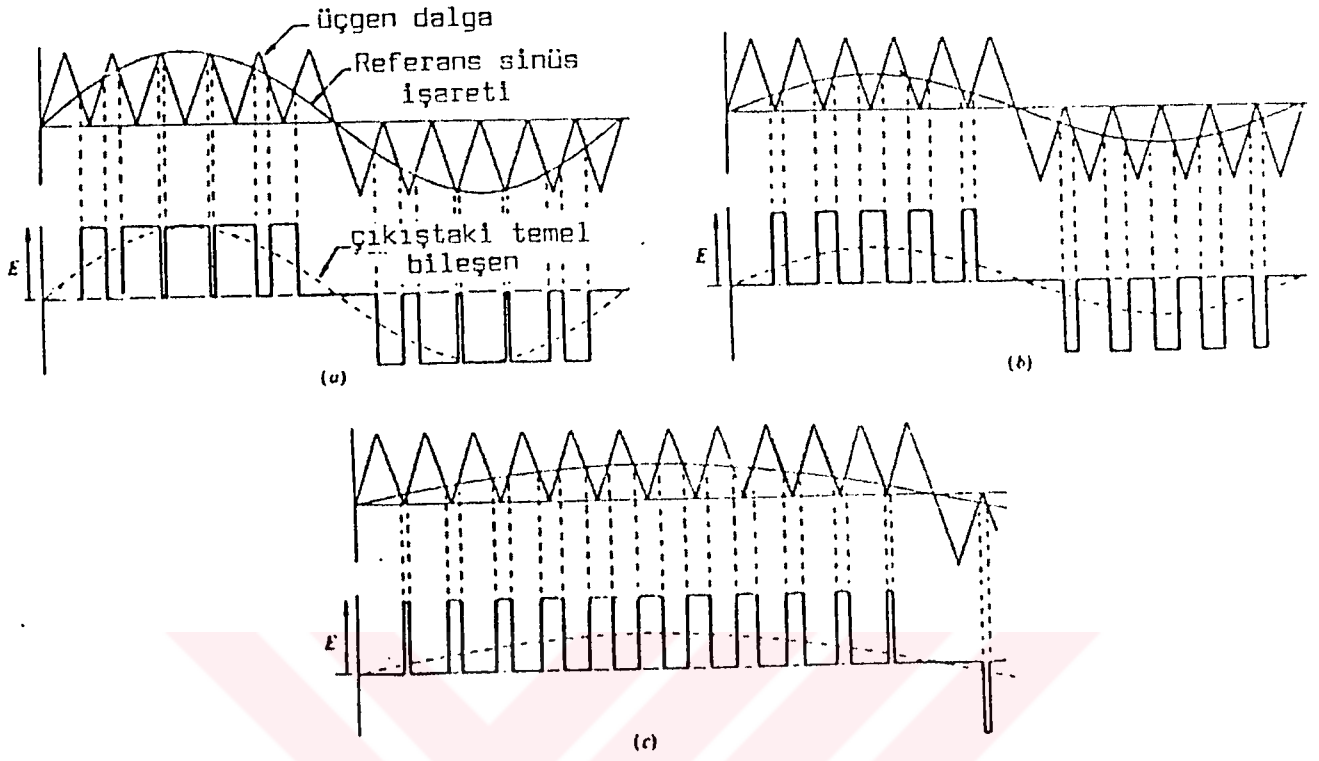 üçgen dalga
Referans sinüs
işareti
E
çıkıştaki temel
bileşen
(a)
E
(b)
E
(c)